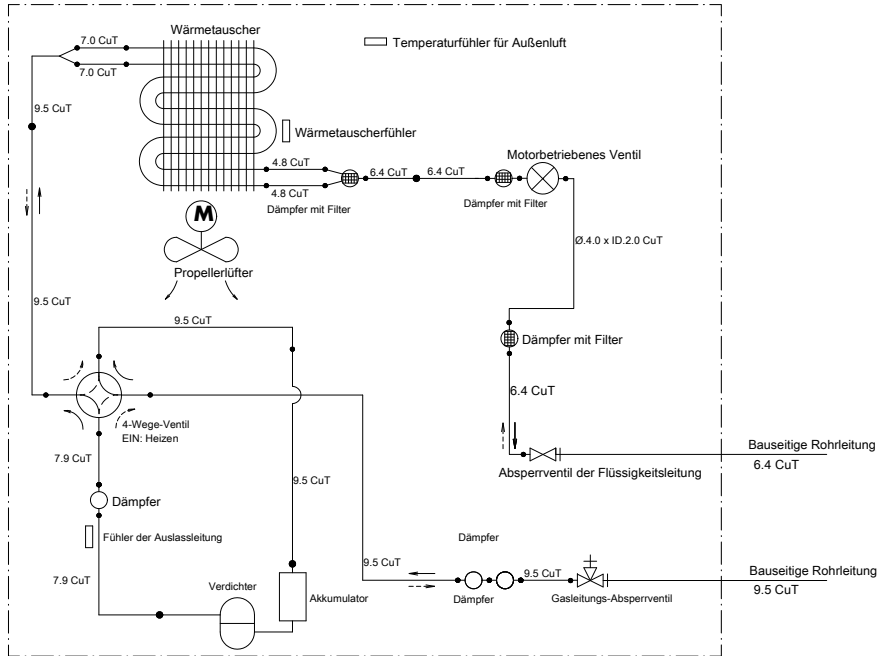 Wärmetauscher
7.0 CuT
7.0 CuT
Temperaturfühler für Außenluft
9.5 CuT
Wärmetauscherfühler
Motorbetriebenes Ventil
4.8 CuT
6.4 CuT
6.4 CuT
4.8 CuT
Dämpfer mit Filter
Dämpfer mit Filter
M
Ø.4.0 x ID.2.0 CuT
Propellerlüfter
9.5 CuT
9.5 CuT
Dämpfer mit Filter
6.4 CuT
4-Wege-Ventil
EIN: Heizen
Bauseitige Rohrleitung
6.4 CuT
7.9 CuT
Absperrventil der Flüssigkeitsleitung
9.5 CuT
Dämpfer
Fühler der Auslassleitung
Dämpfer
9.5 CuT
9.5 CuT
Bauseitige Rohrleitung
9.5 CuT
7.9 CuT
Verdichter
Akkumulator
Dämpfer
Gasleitungs-Absperrventil